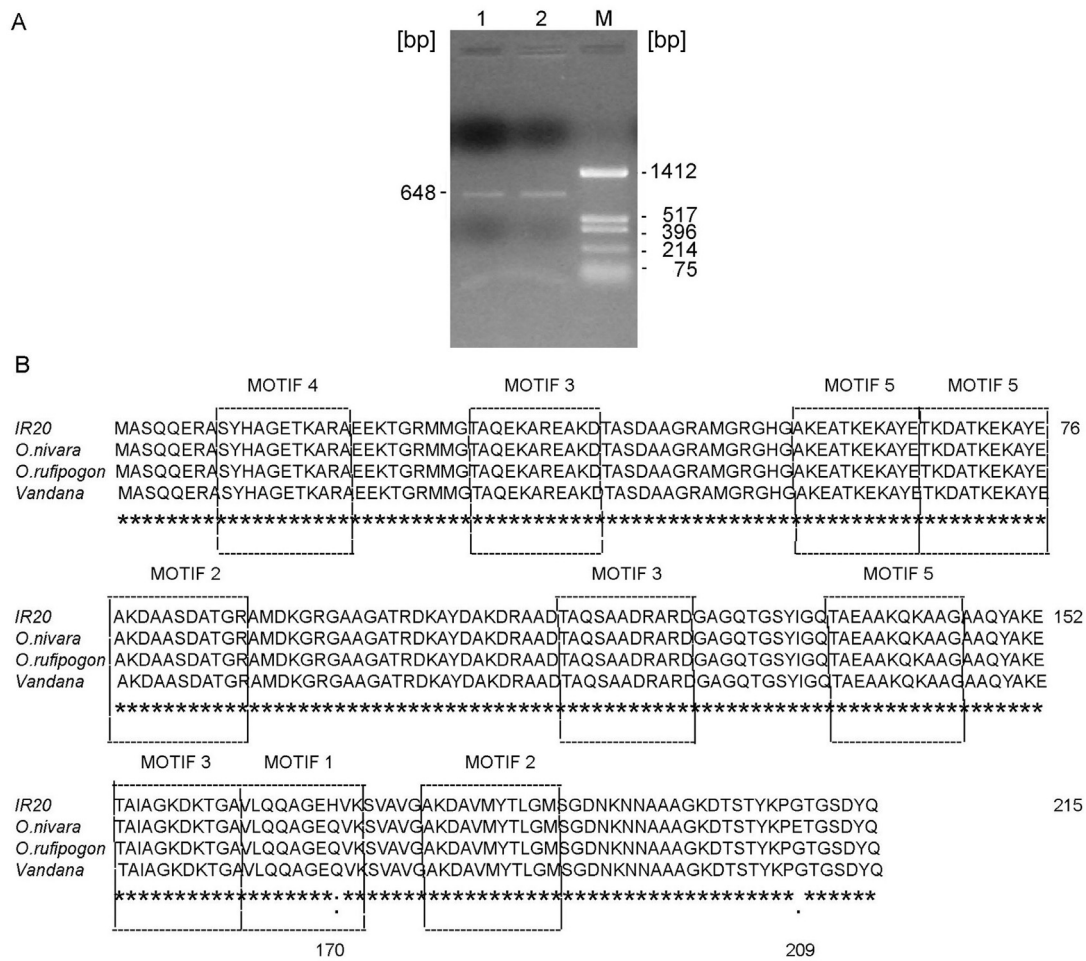 A
1 2 M
[bp] [bp]
648 -
- 1412
- 517
- 396
- 214
- 75
B
MOTIF 4 MOTIF 3 MOTIF 5 MOTIF 5
IR20 MASQQERASYHAGETKARAEEKTGRMMGTAQEKAREAKDTASDAAGRAMGRGHGAKEATKEKAYETKDATKEKAYE 76
O.nivara MASQQERASYHAGETKARAEEKTGRMMGTAQEKAREAKDTASDAAGRAMGRGHGAKEATKEKAYETKDATKEKAYE
O.rufipogon MASQQERASYHAGETKARAEEKTGRMMGTAQEKAREAKDTASDAAGRAMGRGHGAKEATKEKAYETKDATKEKAYE
Vandana MASQQERASYHAGETKARAEEKTGRMMGTAQEKAREAKDTASDAAGRAMGRGHGAKEATKEKAYETKDATKEKAYE
****************************************************************************
MOTIF 2 MOTIF 3 MOTIF 5
IR20 AKDAASDATGRAMDKGRGAAGATRDKAYDAKDRAADTAQSAADRARDGAGQTGSYIGQTAEAAKQKAAGAAQYAKE 152
O.nivara AKDAASDATGRAMDKGRGAAGATRDKAYDAKDRAADTAQSAADRARDGAGQTGSYIGQTAEAAKQKAAGAAQYAKE
O.rufipogon AKDAASDATGRAMDKGRGAAGATRDKAYDAKDRAADTAQSAADRARDGAGQTGSYIGQTAEAAKQKAAGAAQYAKE
Vandana AKDAASDATGRAMDKGRGAAGATRDKAYDAKDRAADTAQSAADRARDGAGQTGSYIGQTAEAAKQKAAGAAQYAKE
****************************************************************************
MOTIF 3 MOTIF 1 MOTIF 2
IR20 TAIAGKDKTGAVLQQAGEHVKSVAVGAKDAVMYTLGMSGDNKNNAAAGKDTSTYKPGTGSDYQ 215
O.nivara TAIAGKDKTGAVLQQAGEQVKSVAVGAKDAVMYTLGMSGDNKNNAAAGKDTSTYKPETGSDYQ
O.rufipogon TAIAGKDKTGAVLQQAGEQVKSVAVGAKDAVMYTLGMSGDNKNNAAAGKDTSTYKPGTGSDYQ
Vandana TAIAGKDKTGAVLQQAGEQVKSVAVGAKDAVMYTLGMSGDNKNNAAAGKDTSTYKPGTGSDYQ
******************:*************************************.******
170 209